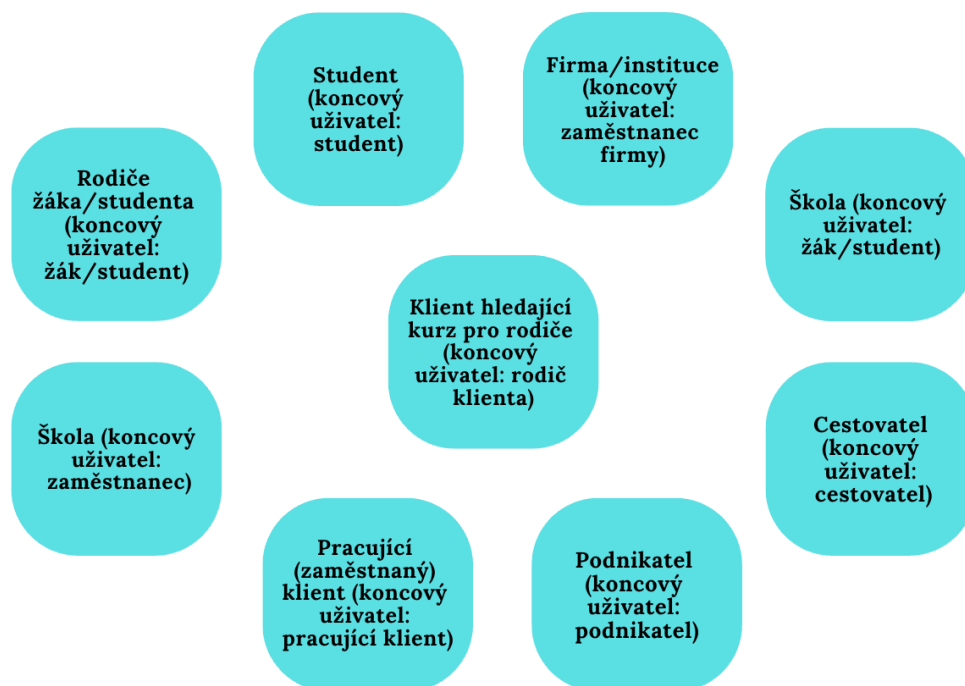 Student
(koncový
uživatel:
student)
Firma/instituce
(koncový
uživatel:
zaměstnanec
firmy)
Rodiče
žáka/studenta
(koncový
uživatel:
žák/student)
Škola (koncový
uživatel:
žák/student)
Klient hledající
kurz pro rodiče
(koncový
uživatel: rodič
klienta)
Škola (koncový
uživatel:
zaměstnanec)
Cestovatel
(koncový
uživatel:
cestovatel)
Pracující
(zaměstnaný)
klient (koncový
uživatel:
pracující klient)
Podnikatel
(koncový
uživatel:
podnikatel)